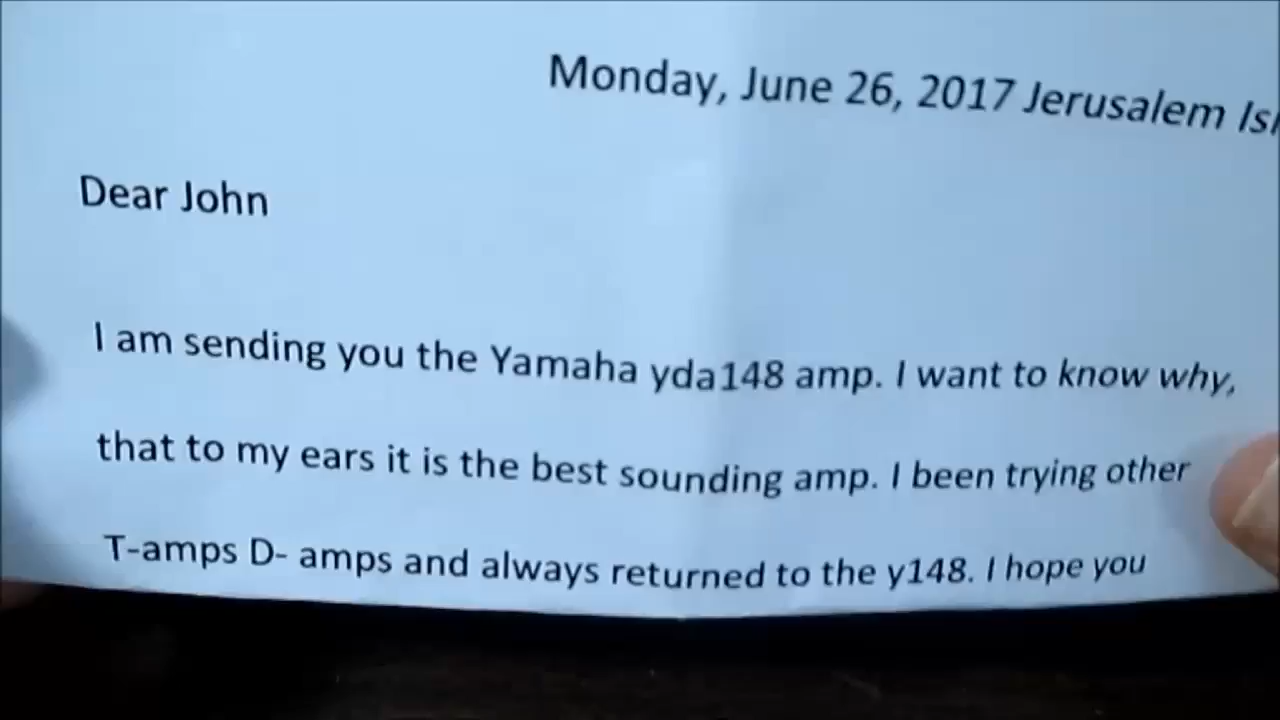 Monday, June 26, 2017 Jerusalem
Dear John
I am sending you the Yamaha yda148 amp. I want to know why,
that to my ears it is the best sounding amp. I been trying other
T-amps D- amps and always returned to the y148. I hope you